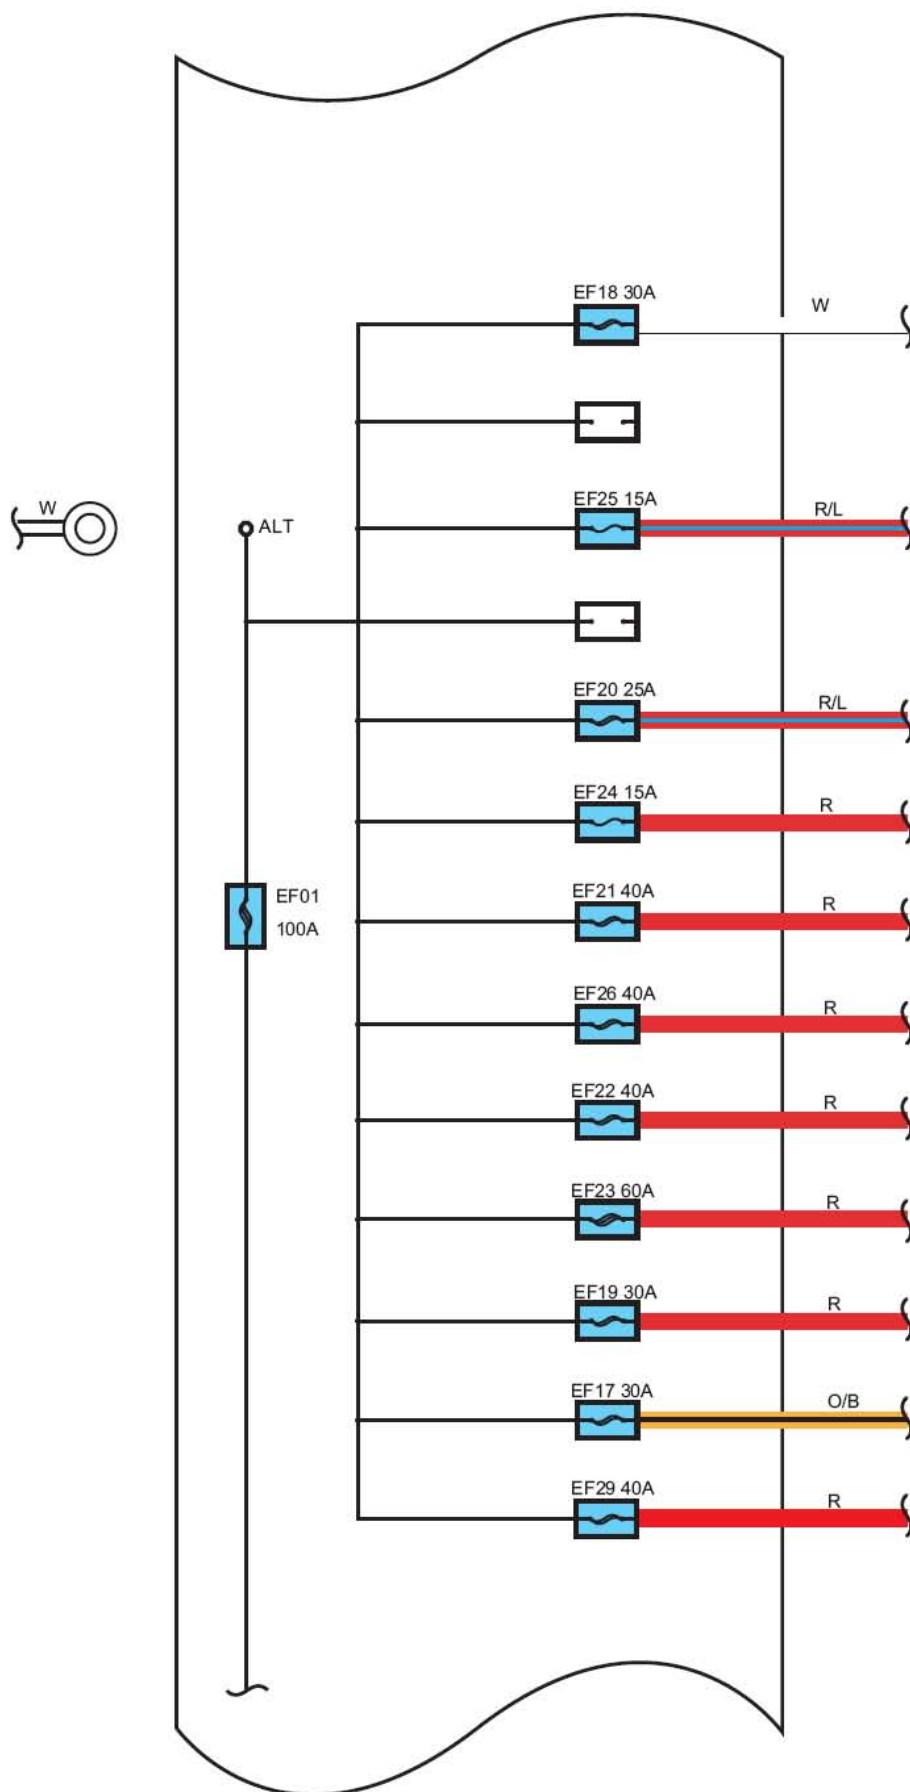 EF18 30A
W
EF25 15A
R/L
W
ALT
EF20 25A
R/L
EF24 15A
R
EF21 40A
R
EF01
100A
EF26 40A
R
EF22 40A
R
EF23 60A
R
EF19 30A
R
EF17 30A
O/B
EF29 40A
R